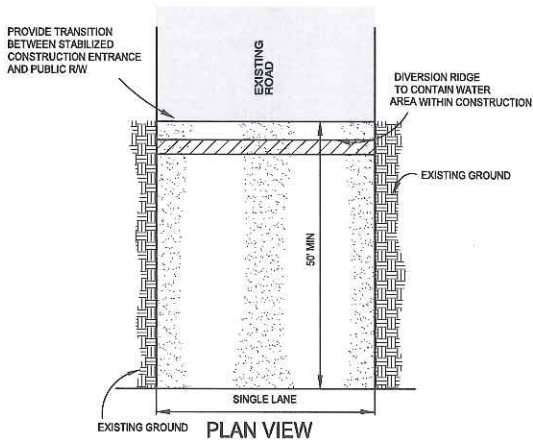 PROVIDE TRANSITION
BETWEEN STABILIZED
CONSTRUCTION ENTRANCE
AND PUBLIC R/W
EXISTING
ROAD
DIVERSION RIDGE
TO CONTAIN WATER
AREA WITHIN CONSTRUCTION
EXISTING GROUND
50' MIN
SINGLE LANE
EXISTING GROUND
PLAN VIEW